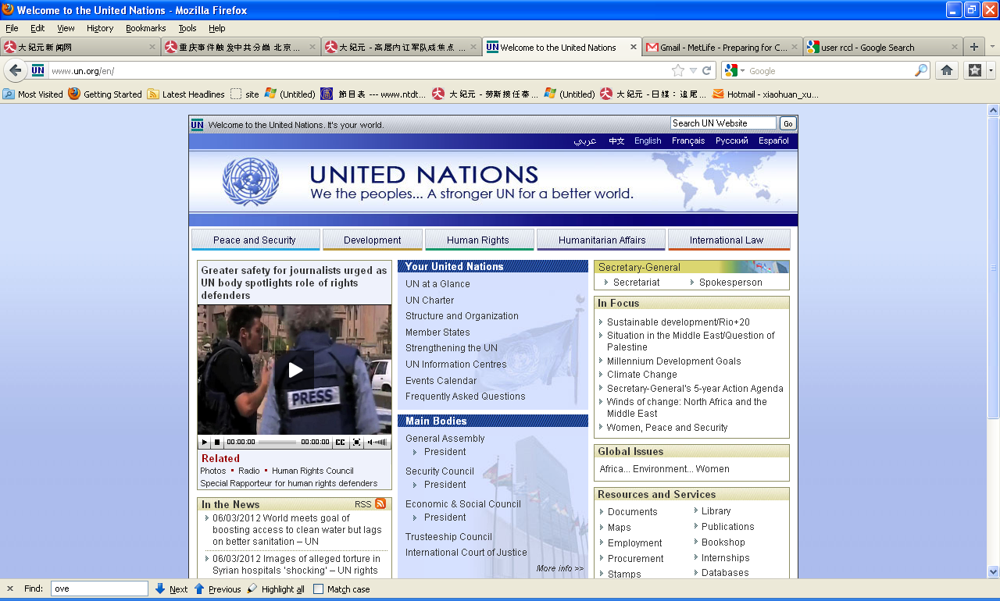 Welcome to the United Nations - Mozilla Firefox
File Edit View History Bookmarks Tools Help
大纪元新闻网
重庆事件触发中共分裂 北京...
大纪元 - 高层内讧军队成焦点 ...
UN Welcome to the United Nations
Gmail - MetLife - Preparing for C...
user rccl - Google Search
UN www.un.org/en/
Google
Most Visited Getting Started Latest Headlines site (Untitled) 節目表 --- www.ntdt... 大纪元 - 劳斯接任寨... (Untitled) 大纪元 - 日媒：追尾... Hotmail - xiaohuan_xu...
UN Welcome to the United Nations. It's your world.
Search UN Website Go
عربي 中文 English Français Русский Español
UNITED NATIONS
We the peoples... A stronger UN for a better world.
Peace and Security Development Human Rights Humanitarian Affairs International Law
Greater safety for journalists urged as
UN body spotlights role of rights
defenders
PRESS
00:00:00 00:00:00 CC
Related
Photos • Radio • Human Rights Council
Special Rapporteur for human rights defenders
In the News RSS
06/03/2012 World meets goal of
boosting access to clean water but lags
on better sanitation – UN
06/03/2012 Images of alleged torture in
Syrian hospitals 'shocking' – UN rights
Your United Nations
UN at a Glance
UN Charter
Structure and Organization
Member States
Strengthening the UN
UN Information Centres
Events Calendar
Frequently Asked Questions
Main Bodies
General Assembly
President
Security Council
President
Economic & Social Council
President
Trusteeship Council
International Court of Justice
More info >>
Secretary-General
Secretariat Spokesperson
In Focus
Sustainable development/Rio+20
Situation in the Middle East/Question of
Palestine
Millennium Development Goals
Climate Change
Secretary-General's 5-year Action Agenda
Winds of change: North Africa and the
Middle East
Women, Peace and Security
Global Issues
Africa... Environment... Women
Resources and Services
Documents Library
Maps Publications
Employment Bookshop
Procurement Internships
Stamps Databases
Find: ove Next Previous Highlight all Match case